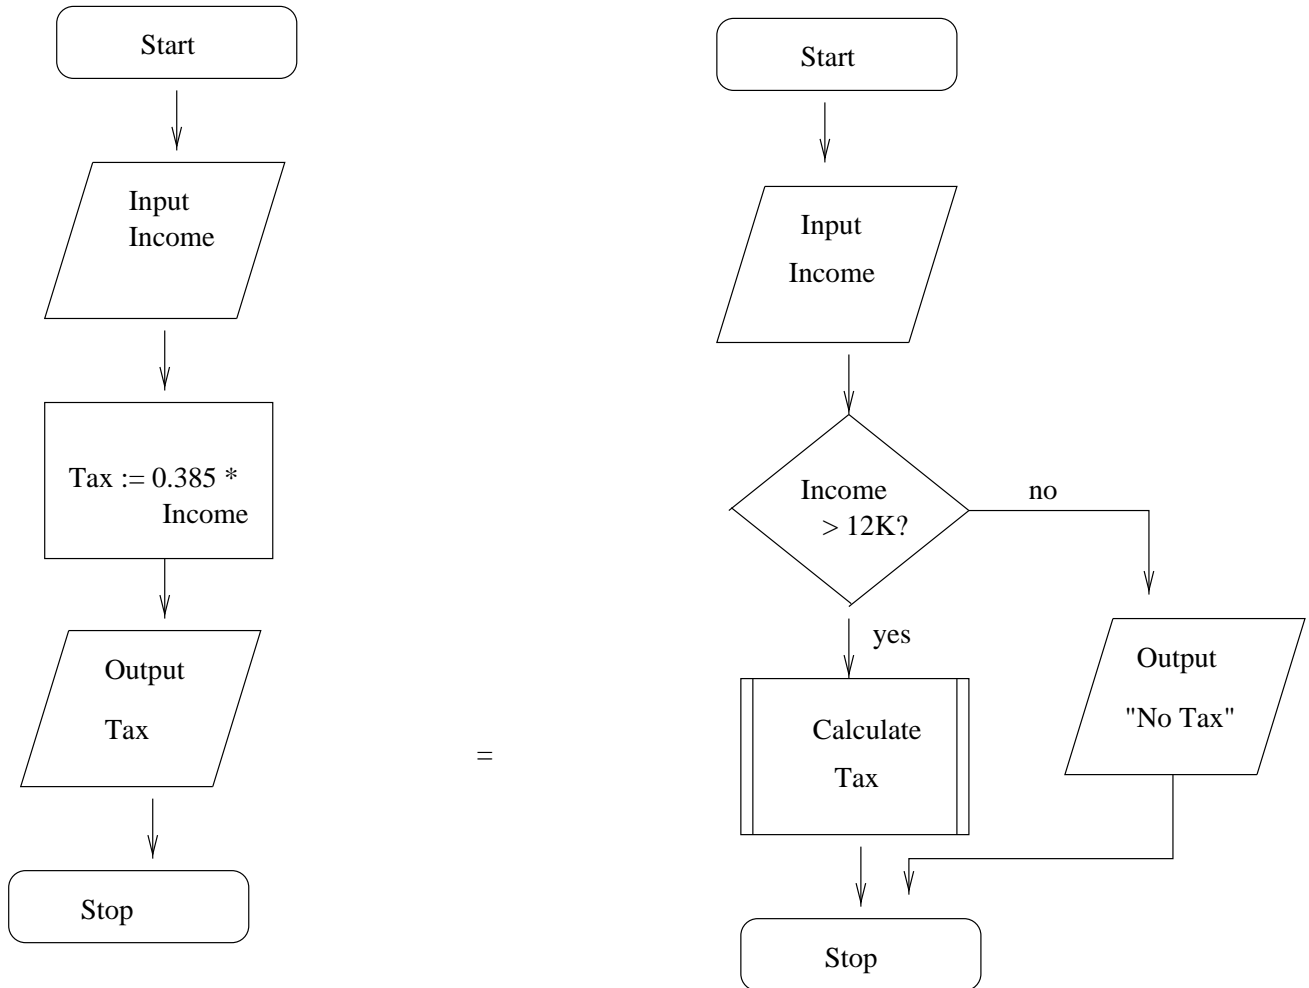 Start
Input
Income
Tax := 0.385 *
Income
Output
Tax
Stop
=
Start
Input
Income
Income
> 12K?
no
yes
Calculate
Tax
Output
"No Tax"
Stop